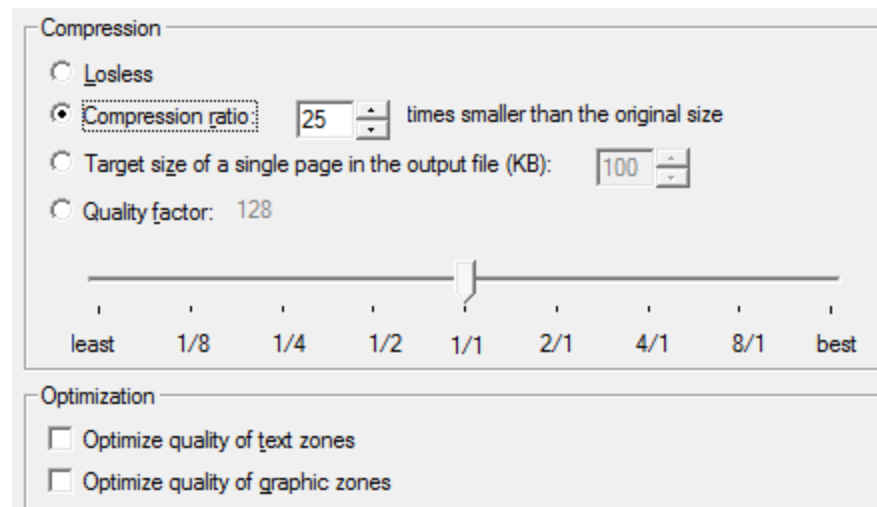 Compression
Losless
Compression ratio: 25 times smaller than the original size
Target size of a single page in the output file (KB): 100
Quality factor: 128
least 1/8 1/4 1/2 1/1 2/1 4/1 8/1 best
Optimization
Optimize quality of text zones
Optimize quality of graphic zones